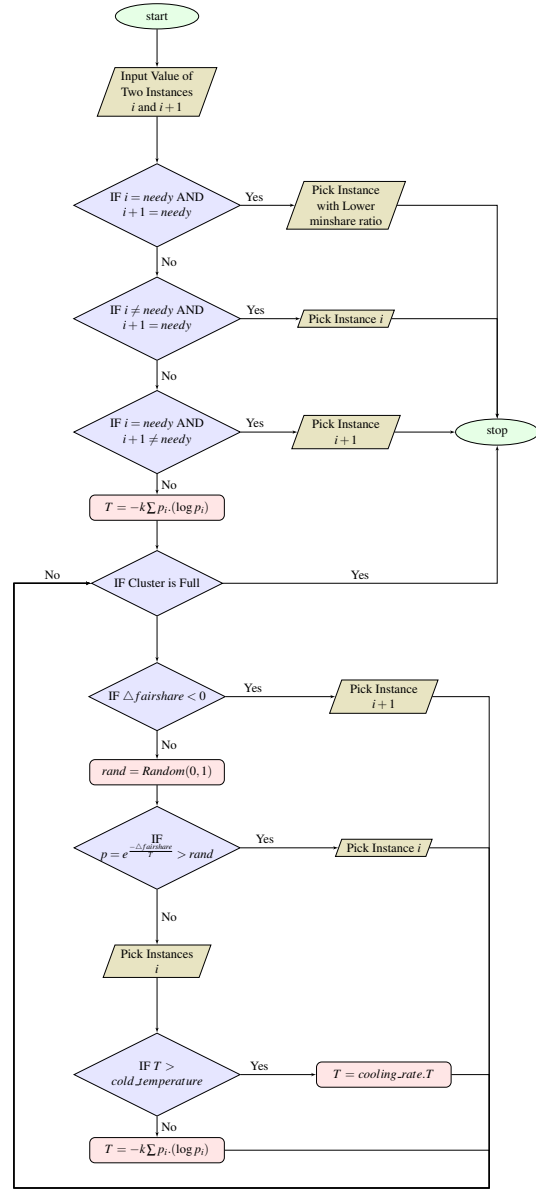 start
Input Value of
Two Instances
i and i + 1
IF i = needy AND
i + 1 = needy
Yes
Pick Instance
with Lower
minshare ratio
No
IF i ≠ needy AND
i + 1 = needy
Yes
Pick Instance i
No
IF i = needy AND
i + 1 ≠ needy
Yes
Pick Instance
i + 1
stop
No
T = −k∑ p_i.(log p_i)
No
IF Cluster is Full
Yes
IF △fairshare < 0
Yes
Pick Instance
i + 1
No
rand = Random(0, 1)
IF
p = e^{\frac{−△fairshare}{T}} > rand
Yes
Pick Instance i
No
Pick Instances
i
IF T >
cold_temperature
Yes
T = cooling_rate.T
No
T = −k∑ p_i.(log p_i)